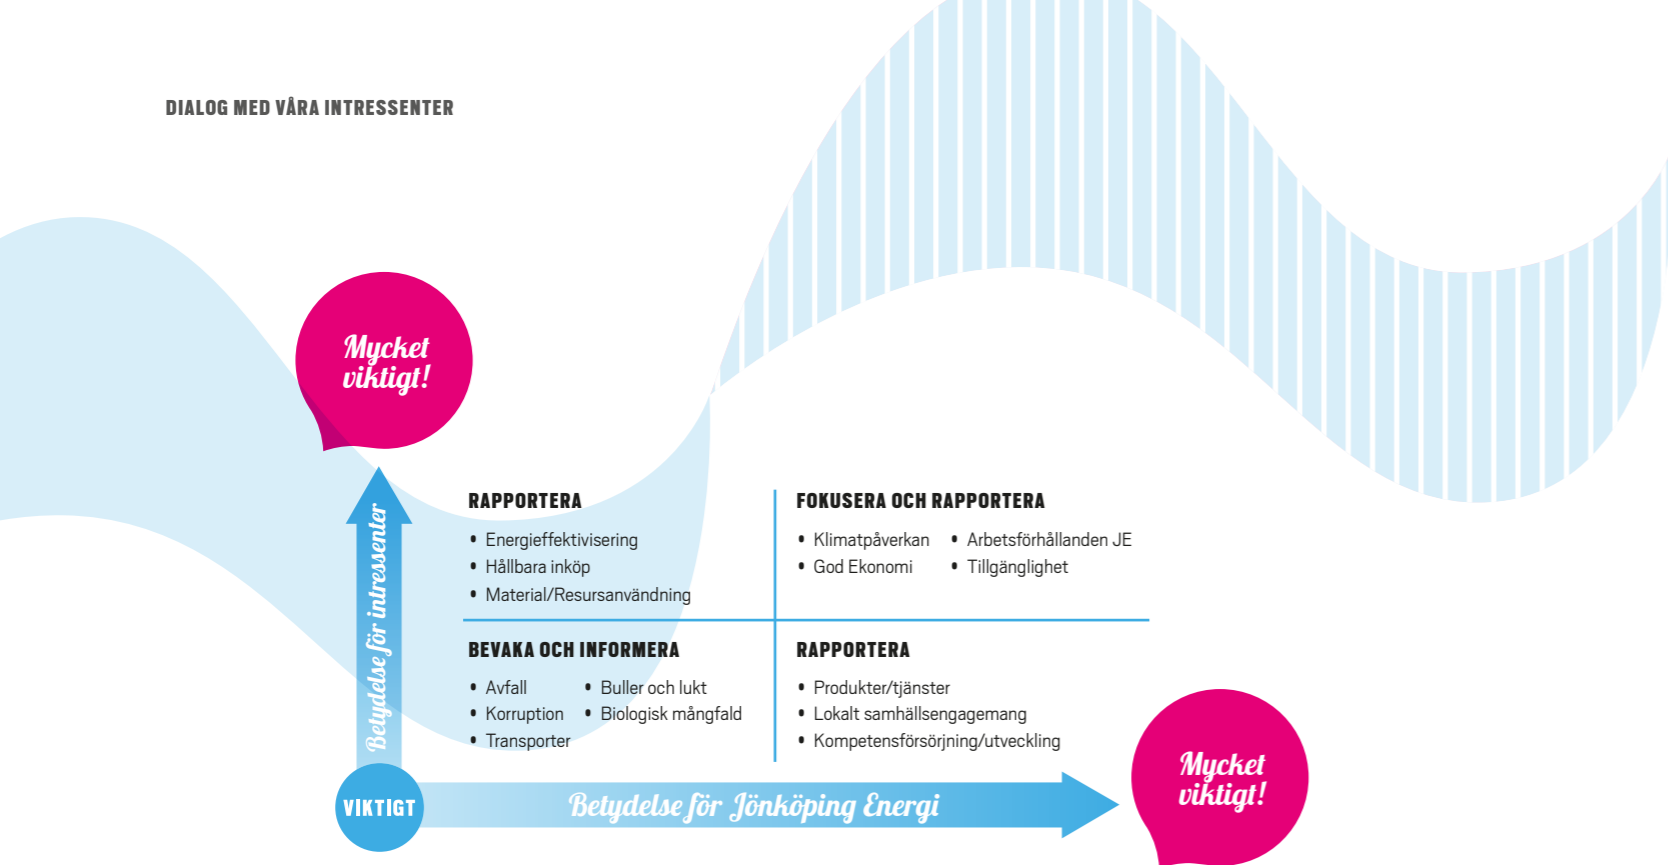 DIALOG MED VÅRA INTRESSENTER
Mycket
viktigt!
Betydelse för intressenter
RAPPORTERA
• Energieffektivisering
• Hållbara inköp
• Material/Resursanvändning
FOKUSERA OCH RAPPORTERA
• Klimatpåverkan • Arbetsförhållanden JE
• God Ekonomi • Tillgänglighet
BEVAKA OCH INFORMERA
• Avfall • Buller och lukt
• Korruption • Biologisk mångfald
• Transporter
RAPPORTERA
• Produkter/tjänster
• Lokalt samhällsengagemang
• Kompetensförsörjning/utveckling
VIKTIGT
Betydelse för Jönköping Energi
Mycket
viktigt!